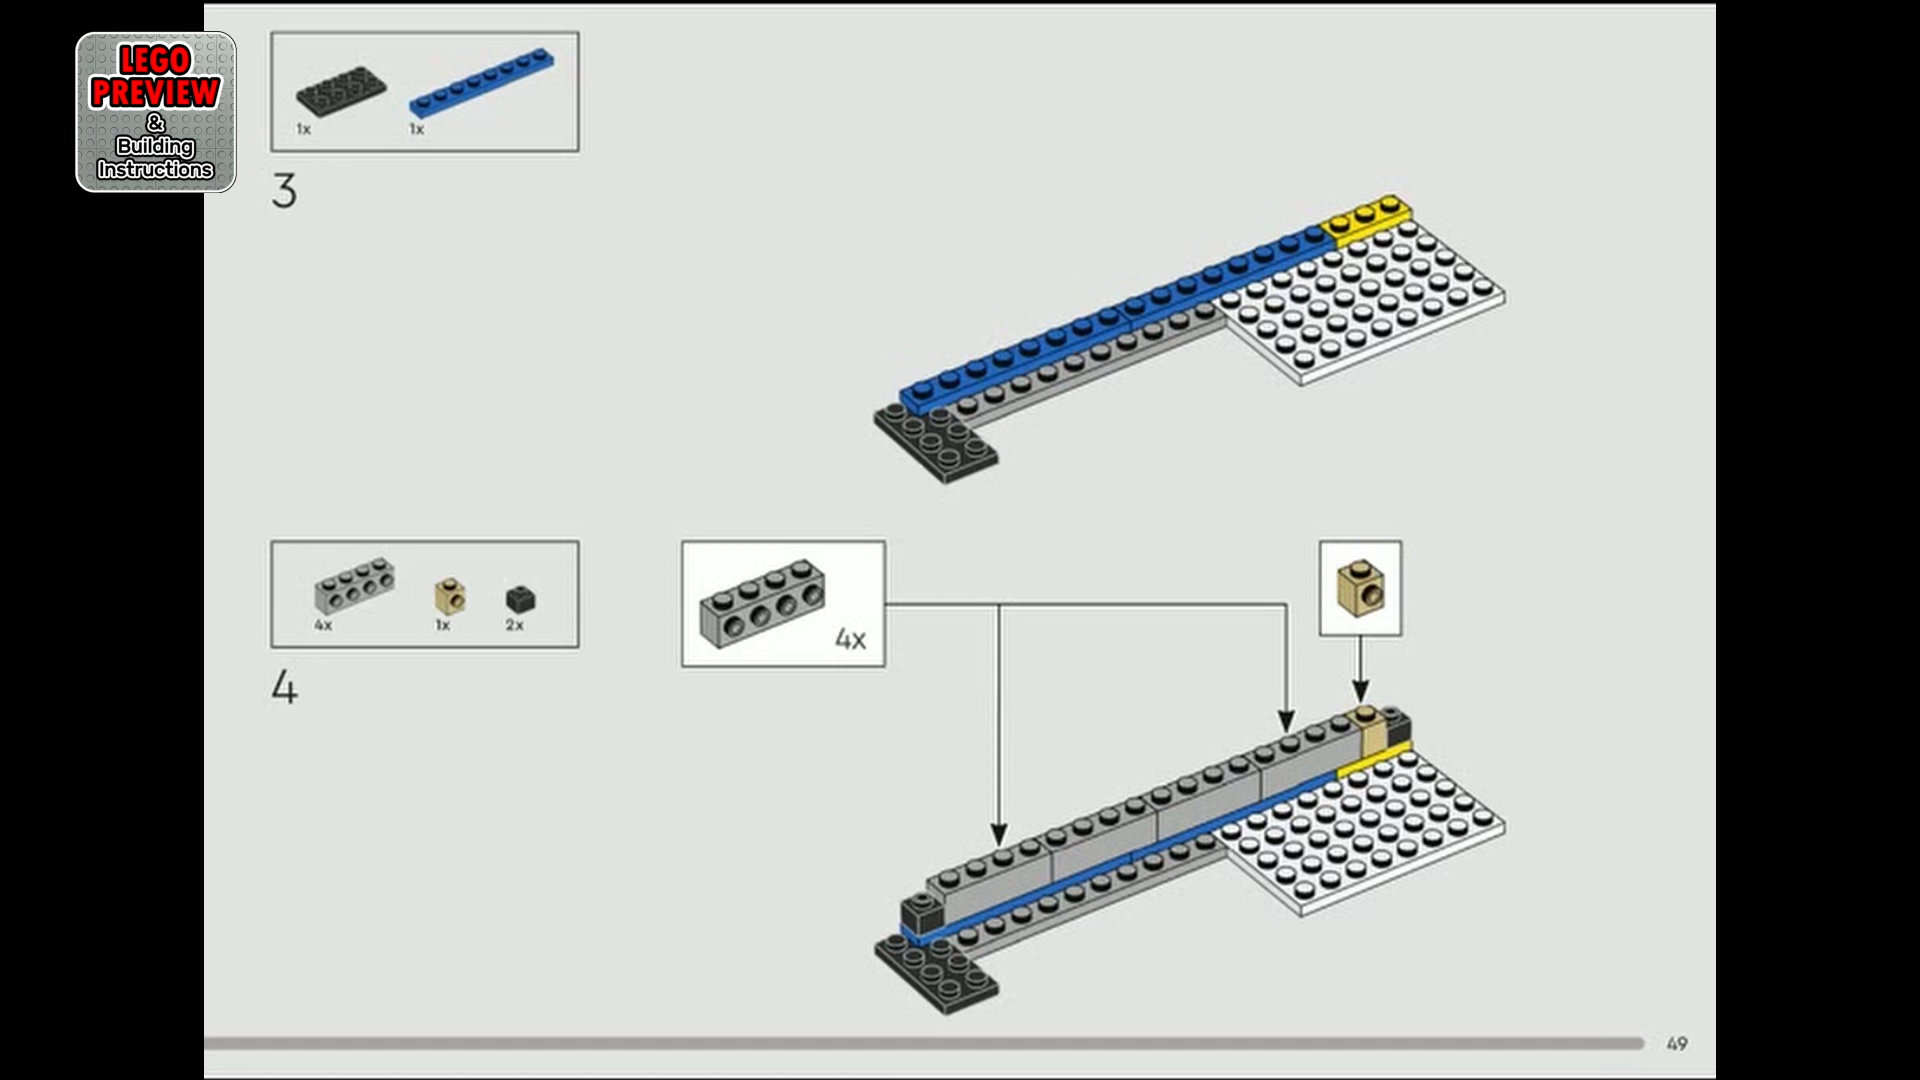 LEGO
PREVIEW
&
Building
Instructions
1x 1x
3
4x 1x 2x
4x
4
49